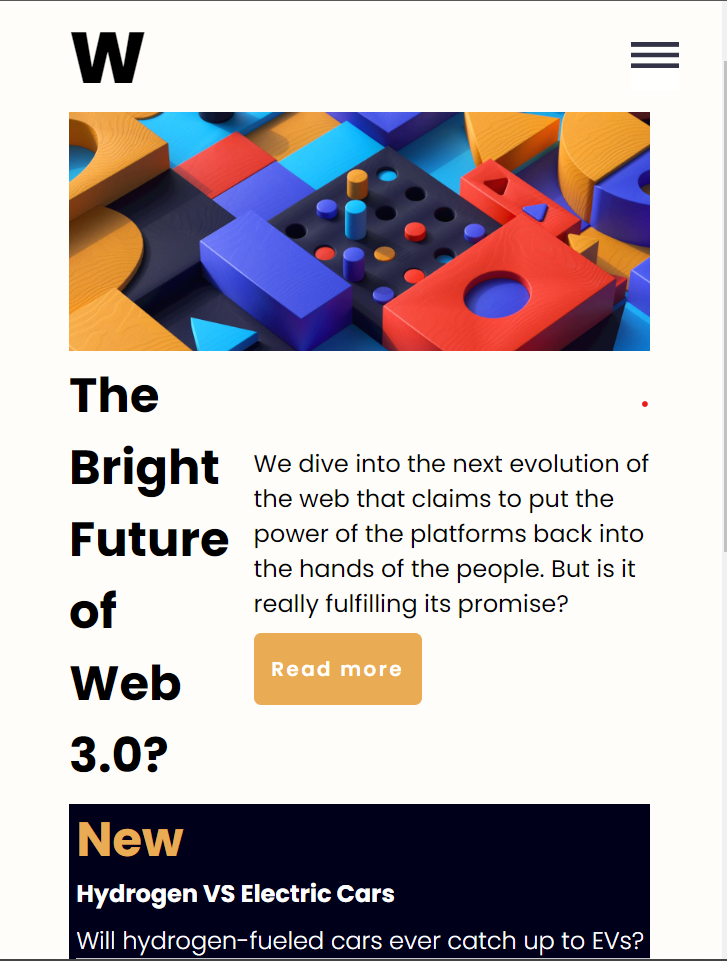 W
The
Bright
Future
of
Web
3.0?
We dive into the next evolution of
the web that claims to put the
power of the platforms back into
the hands of the people. But is it
really fulfilling its promise?
Read more
New
Hydrogen VS Electric Cars
Will hydrogen-fueled cars ever catch up to EVs?